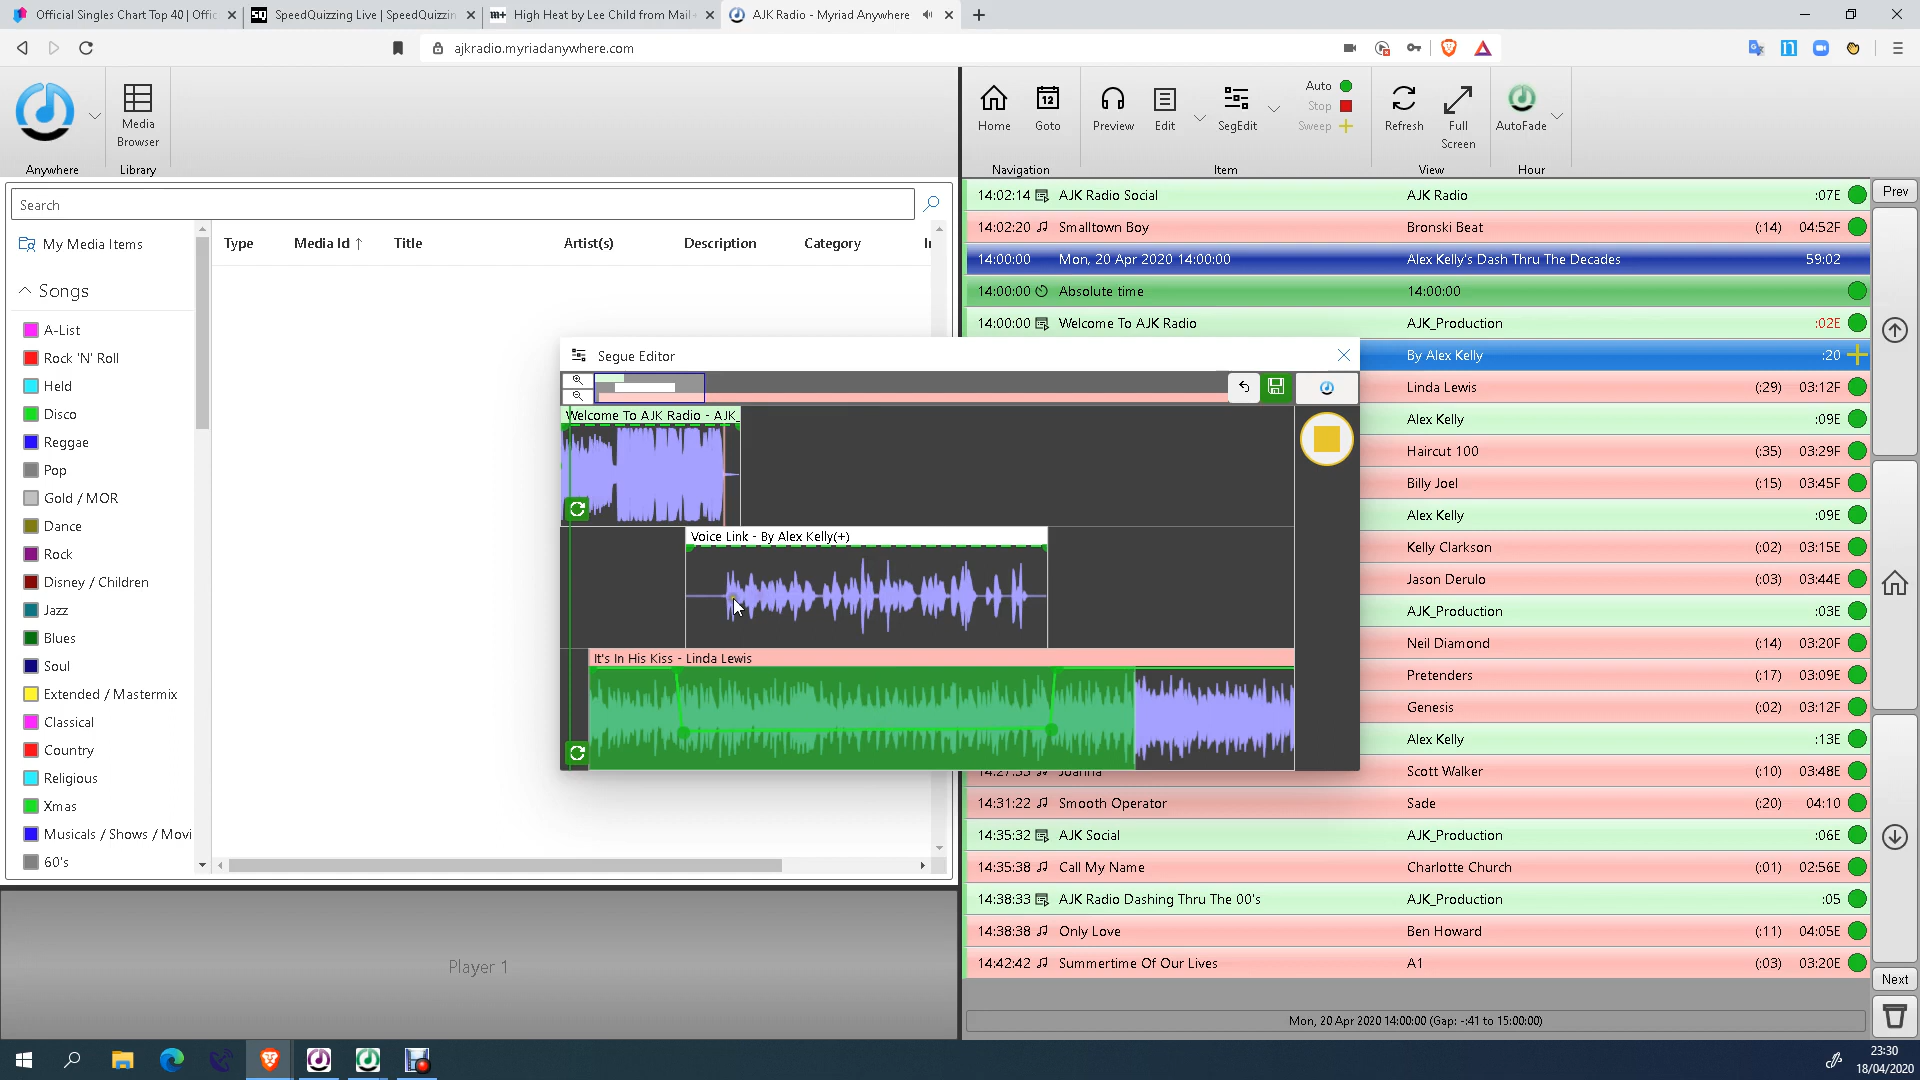 Official Singles Chart Top 40 | Offic
SpeedQuizzing Live | SpeedQuizzin
High Heat by Lee Child from Mail
AJK Radio - Myriad Anywhere
ajkradio.myriadanywhere.com
Media
Browser
Anywhere
Library
Home
Goto
Preview
Edit
SegEdit
Auto
Stop
Sweep
Refresh
Full
Screen
AutoFade
Navigation
Item
View
Hour
Search
My Media Items
Type
Media Id ↑
Title
Artist(s)
Description
Category
Songs
A-List
Rock 'N' Roll
Held
Disco
Reggae
Pop
Gold / MOR
Dance
Rock
Disney / Children
Jazz
Blues
Soul
Extended / Mastermix
Classical
Country
Religious
Xmas
Musicals / Shows / Movi
60's
Player 1
14:02:14 AJK Radio Social AJK Radio :07E
14:02:20 Smalltown Boy Bronski Beat (:14) 04:52F
14:00:00 Mon, 20 Apr 2020 14:00:00 Alex Kelly's Dash Thru The Decades 59:02
14:00:00 Absolute time 14:00:00
14:00:00 Welcome To AJK Radio AJK_Production :02E
By Alex Kelly :20
Linda Lewis (:29) 03:12F
Alex Kelly :09E
Haircut 100 (:35) 03:29F
Billy Joel (:15) 03:45F
Alex Kelly :09E
Kelly Clarkson (:02) 03:15E
Jason Derulo (:03) 03:44E
AJK_Production :03E
Neil Diamond (:14) 03:20F
Pretenders (:17) 03:09E
Genesis (:02) 03:12F
Alex Kelly :13E
14:27:33 Joanna Scott Walker (:10) 03:48E
14:31:22 Smooth Operator Sade (:20) 04:10
14:35:32 AJK Social AJK_Production :06E
14:35:38 Call My Name Charlotte Church (:01) 02:56E
14:38:33 AJK Radio Dashing Thru The 00's AJK_Production :05
14:38:38 Only Love Ben Howard (:11) 04:05E
14:42:42 Summertime Of Our Lives A1 (:03) 03:20E
Mon, 20 Apr 2020 14:00:00 (Gap: -:41 to 15:00:00)
Prev
Next
Segue Editor
Welcome To AJK Radio - AJK_
Voice Link - By Alex Kelly(+)
It's In His Kiss - Linda Lewis
23:30
18/04/2020